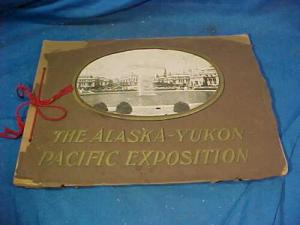 THE ALASKA-YUKON
PACIFIC EXPOSITION